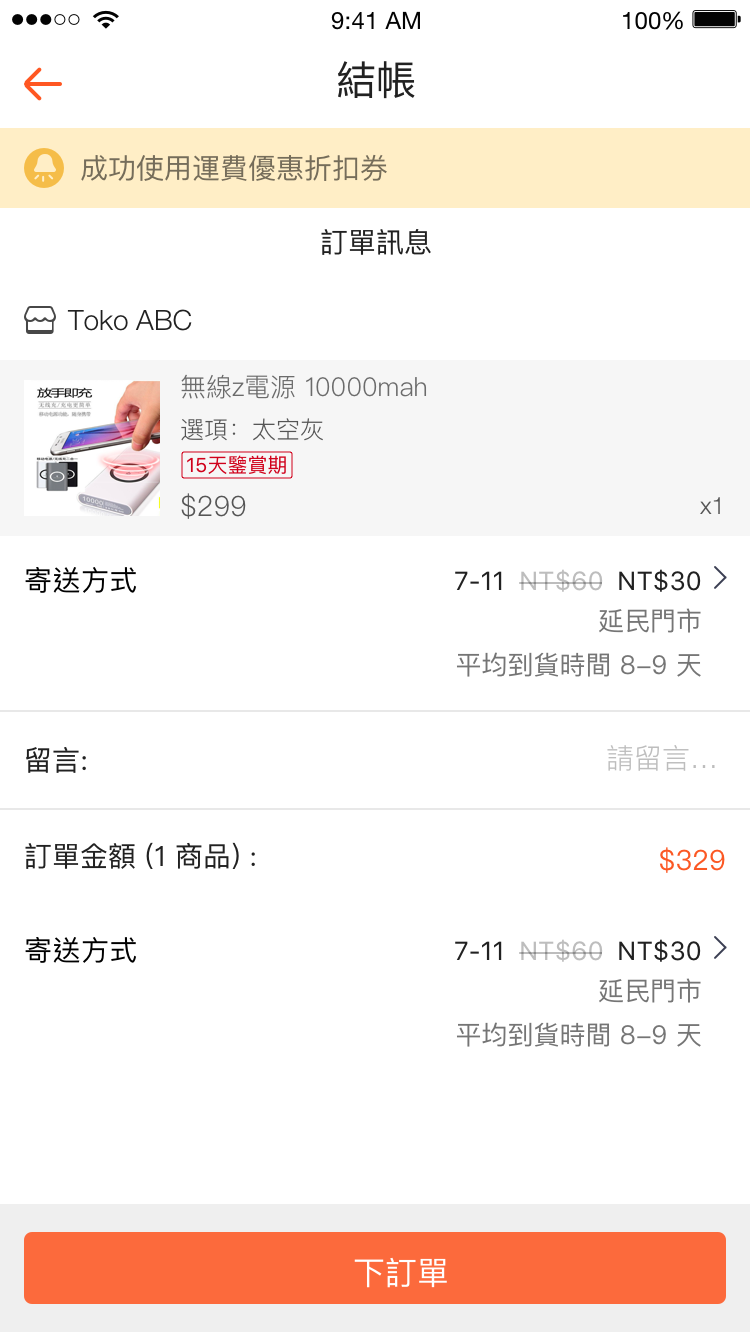 9:41 AM
100%
結帳
成功使用運費優惠折扣券
訂單訊息
Toko ABC
放手即充
無線z電源 10000mah
選項：太空灰
15天鑒賞期
$299
x1
寄送方式
7-11 NT$60 NT$30
延民門市
平均到貨時間 8–9 天
留言:
請留言...
訂單金額 (1 商品) :
$329
寄送方式
7-11 NT$60 NT$30
延民門市
平均到貨時間 8–9 天
下訂單